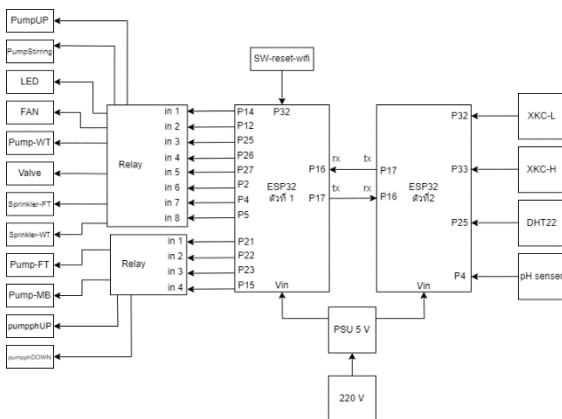 PumpUP
PumpStirring
LED
FAN
Pump-WT
Valve
Sprinkler-FT
Sprinkler-WT
Pump-FT
Pump-MB
pumpphUP
pumpphDOWN
Relay
in 1
in 2
in 3
in 4
in 5
in 6
in 7
in 8
Relay
in 1
in 2
in 3
in 4
SW-reset-wifi
P32
P14
P12
P25
P26
P27
P2
P4
P5
P21
P22
P23
P15
ESP32
ตัวที่ 1
P16
P17
Vin
rx
tx
tx
rx
P17
P16
ESP32
ตัวที่2
P32
P33
P25
P4
Vin
XKC-L
XKC-H
DHT22
pH senser
PSU 5 V
220 V